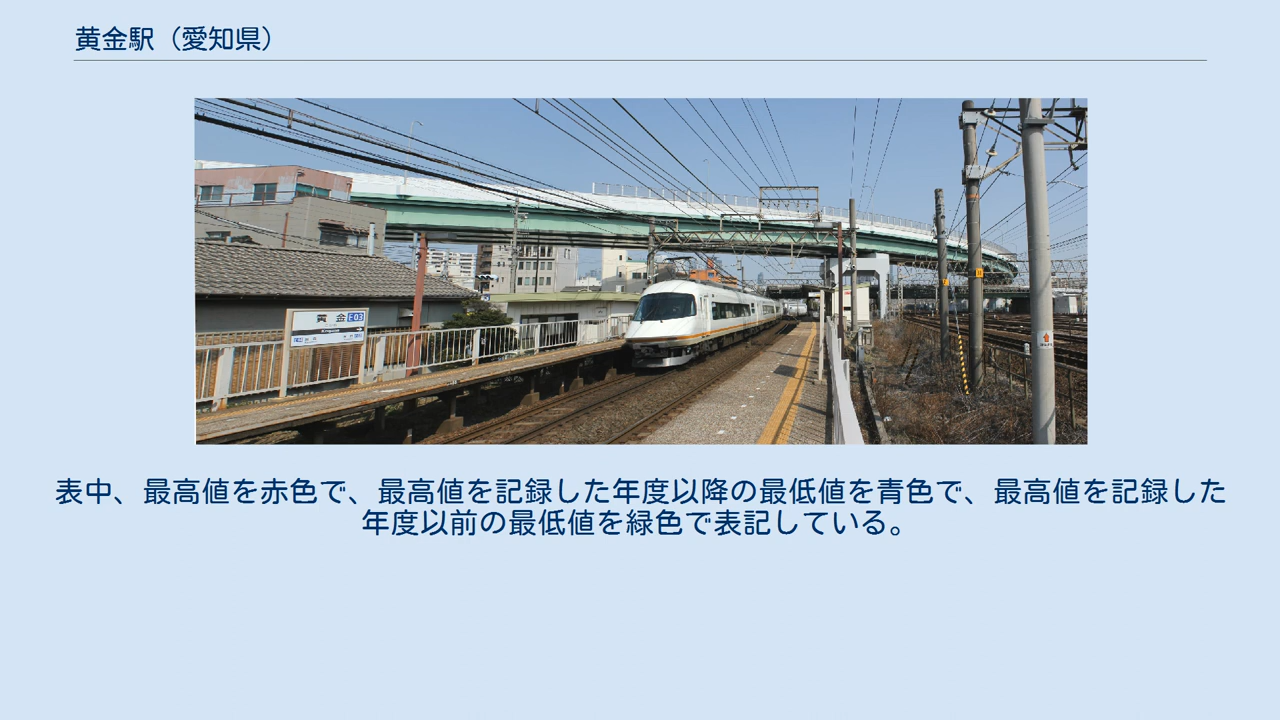 黄金駅（愛知県）
黄 金 E03
表中、最高値を赤色で、最高値を記録した年度以降の最低値を青色で、最高値を記録した
年度以前の最低値を緑色で表記している。